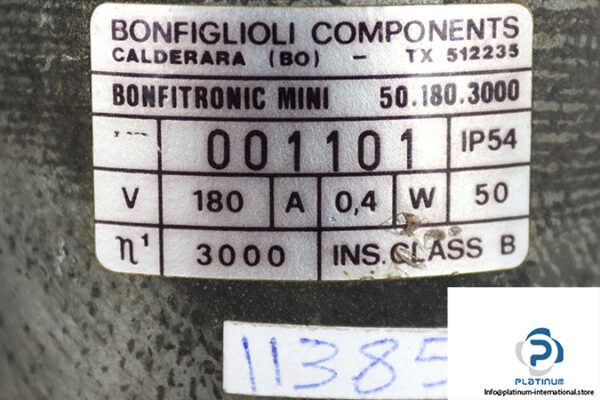 BONFIGLIOLI COMPONENTS
CALDERARA (BO) - TX 512235
BONFITRONIC MINI 50.180.3000
001101 IP54
V 180 A 0,4 W 50
η¹ 3000 INS.CLASS B
11385
PLATINUM
Info@platinum-international.store